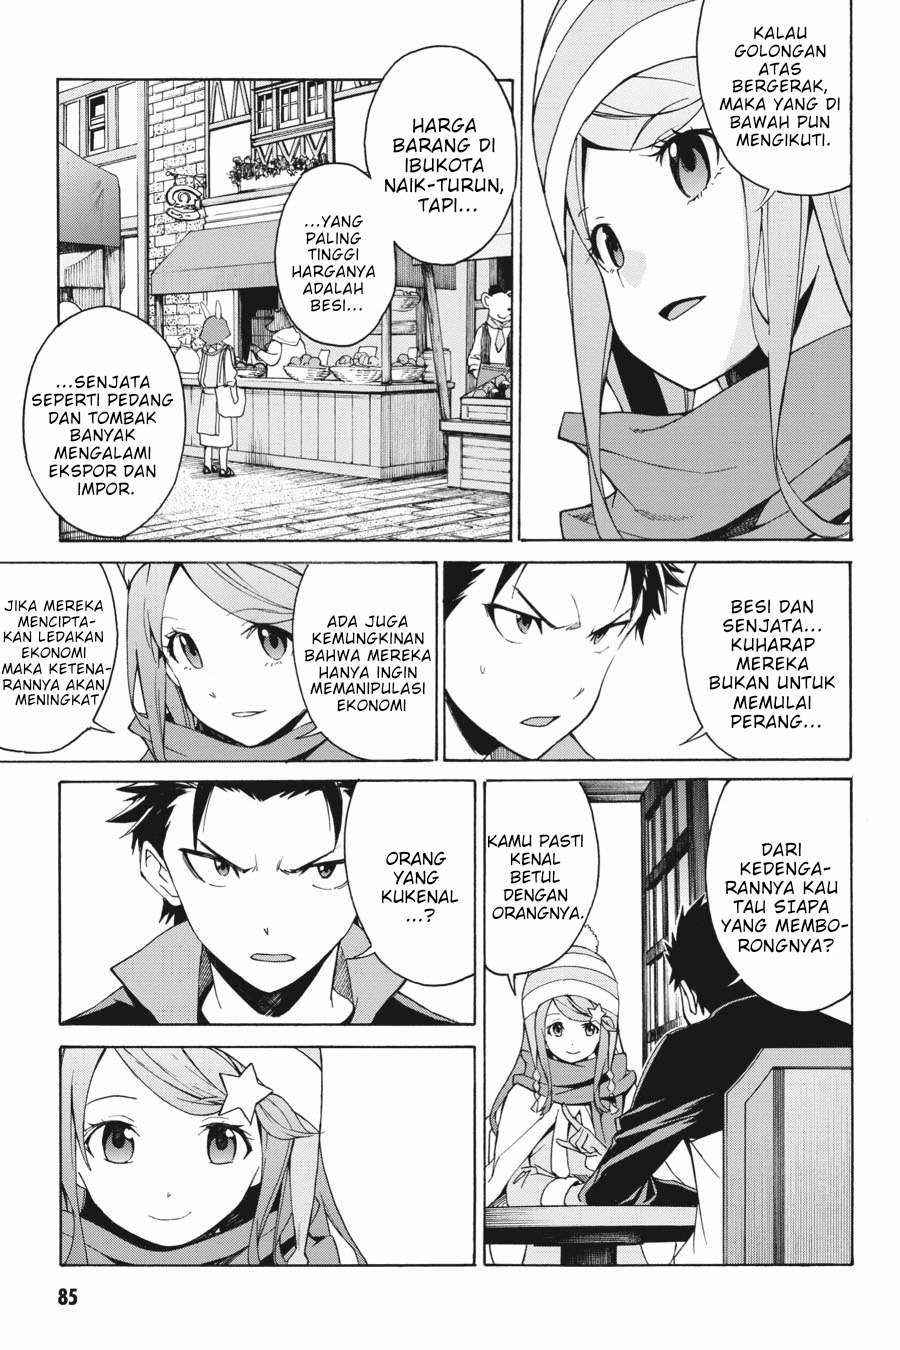 KALAU
GOLONGAN
ATAS
BERGERAK,
MAKA YANG DI
BAWAH PUN
MENGIKUTI.
HARGA
BARANG DI
IBUKOTA
NAIK-TURUN,
TAPI...
...YANG
PALING
TINGGI
HARGANYA
ADALAH
BESI...
...SENJATA
SEPERTI PEDANG
DAN TOMBAK
BANYAK
MENGALAMI
EKSPOR DAN
IMPOR.
BESI DAN
SENJATA...
KUHARAP
MEREKA
BUKAN UNTUK
MEMULAI
PERANG...
ADA JUGA
KEMUNGKINAN
BAHWA MEREKA
HANYA INGIN
MEMANIPULASI
EKONOMI
JIKA MEREKA
MENCIPTA-
KAN LEDAKAN
EKONOMI
MAKA KETENA-
RANNYA AKAN
MENINGKAT
DARI
KEDENGA-
RANNYA KAU
TAU SIAPA
YANG MEMBO-
RONGNYA?
KAMU PASTI
KENAL
BETUL
DENGAN
ORANGNYA.
ORANG
YANG
KUKENAL
...?
85